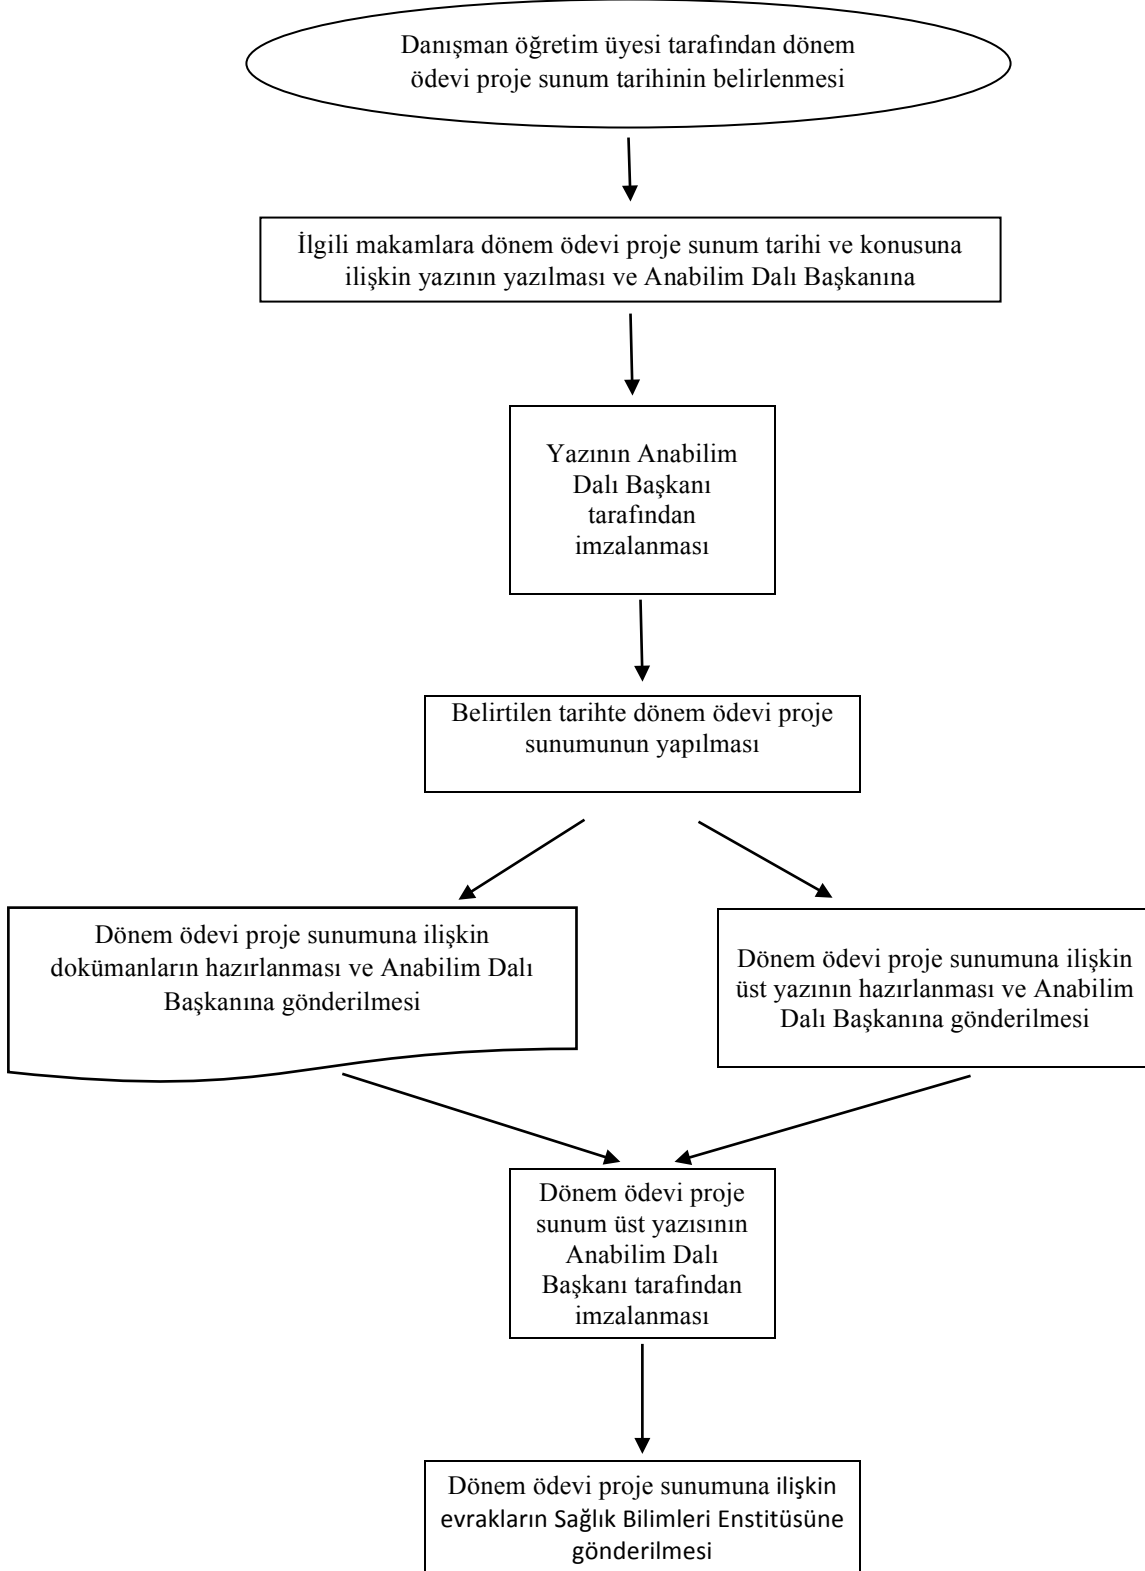 Danışman öğretim üyesi tarafından dönem
ödevi proje sunum tarihinin belirlenmesi
İlgili makamlara dönem ödevi proje sunum tarihi ve konusuna
ilişkin yazının yazılması ve Anabilim Dalı Başkanına
Yazının Anabilim
Dalı Başkanı
tarafından
imzalanması
Belirtilen tarihte dönem ödevi proje
sunumunun yapılması
Dönem ödevi proje sunumuna ilişkin
dokümanların hazırlanması ve Anabilim Dalı
Başkanına gönderilmesi
Dönem ödevi proje sunumuna ilişkin
üst yazının hazırlanması ve Anabilim
Dalı Başkanına gönderilmesi
Dönem ödevi proje
sunum üst yazısının
Anabilim Dalı
Başkanı tarafından
imzalanması
Dönem ödevi proje sunumuna ilişkin
evrakların Sağlık Bilimleri Enstitüsüne
gönderilmesi